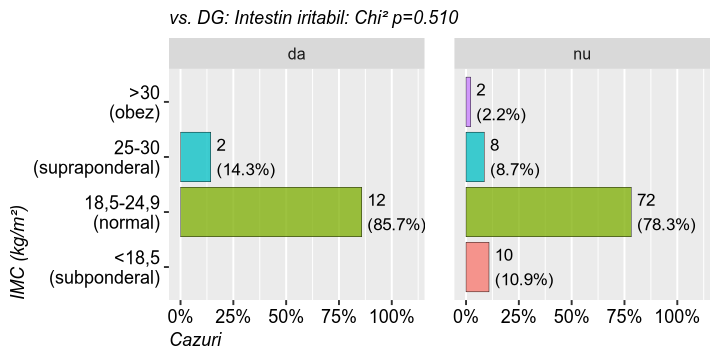 vs. DG: Intestin iritabil: Chi² p=0.510
da
nu
IMC (kg/m²)
>30
(obez)
25-30
(supraponderal)
18,5-24,9
(normal)
<18,5
(subponderal)
2
(14.3%)
12
(85.7%)
2
(2.2%)
8
(8.7%)
72
(78.3%)
10
(10.9%)
0% 25% 50% 75% 100%
0% 25% 50% 75% 100%
Cazuri